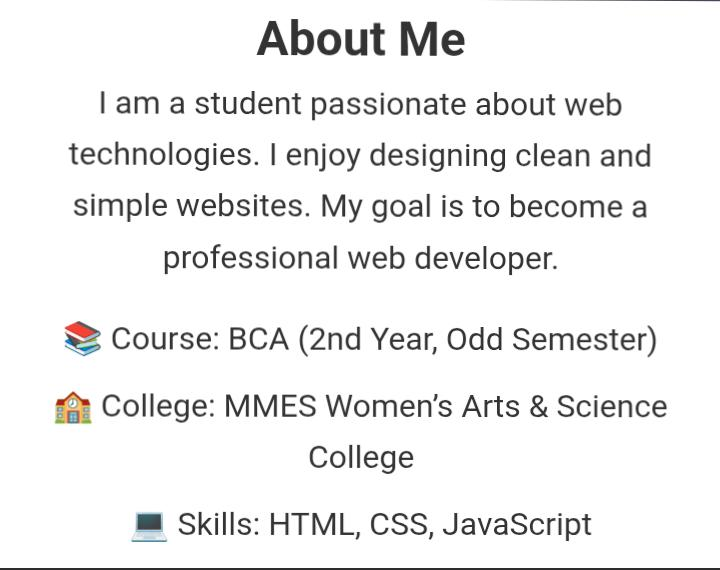 About Me
I am a student passionate about web
technologies. I enjoy designing clean and
simple websites. My goal is to become a
professional web developer.
📚 Course: BCA (2nd Year, Odd Semester)
🏫 College: MMES Women’s Arts & Science
College
💻 Skills: HTML, CSS, JavaScript